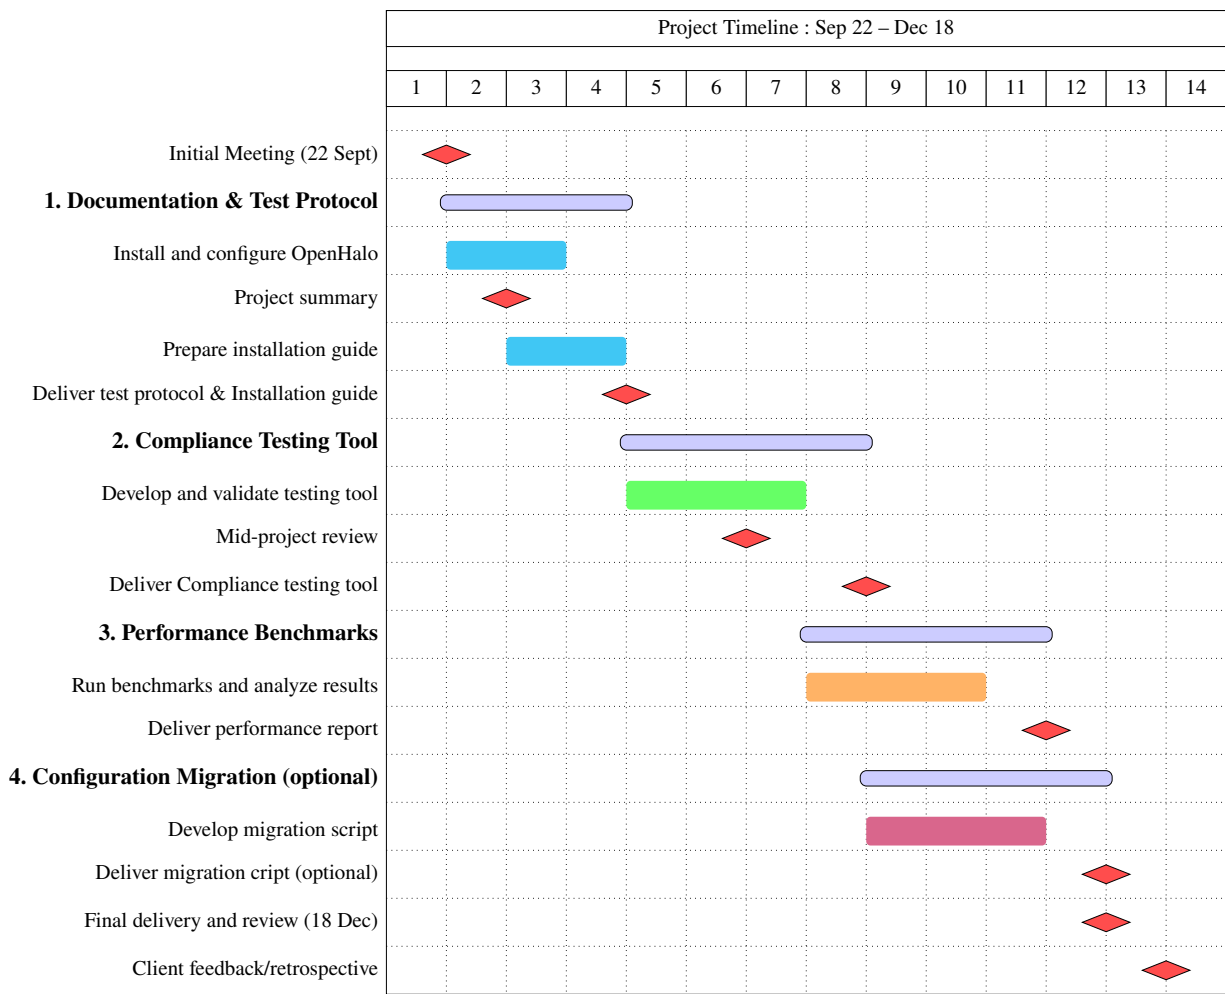 Project Timeline : Sep 22 – Dec 18
1 2 3 4 5 6 7 8 9 10 11 12 13 14
Initial Meeting (22 Sept)
1. Documentation & Test Protocol
Install and configure OpenHalo
Project summary
Prepare installation guide
Deliver test protocol & Installation guide
2. Compliance Testing Tool
Develop and validate testing tool
Mid-project review
Deliver Compliance testing tool
3. Performance Benchmarks
Run benchmarks and analyze results
Deliver performance report
4. Configuration Migration (optional)
Develop migration script
Deliver migration cript (optional)
Final delivery and review (18 Dec)
Client feedback/retrospective